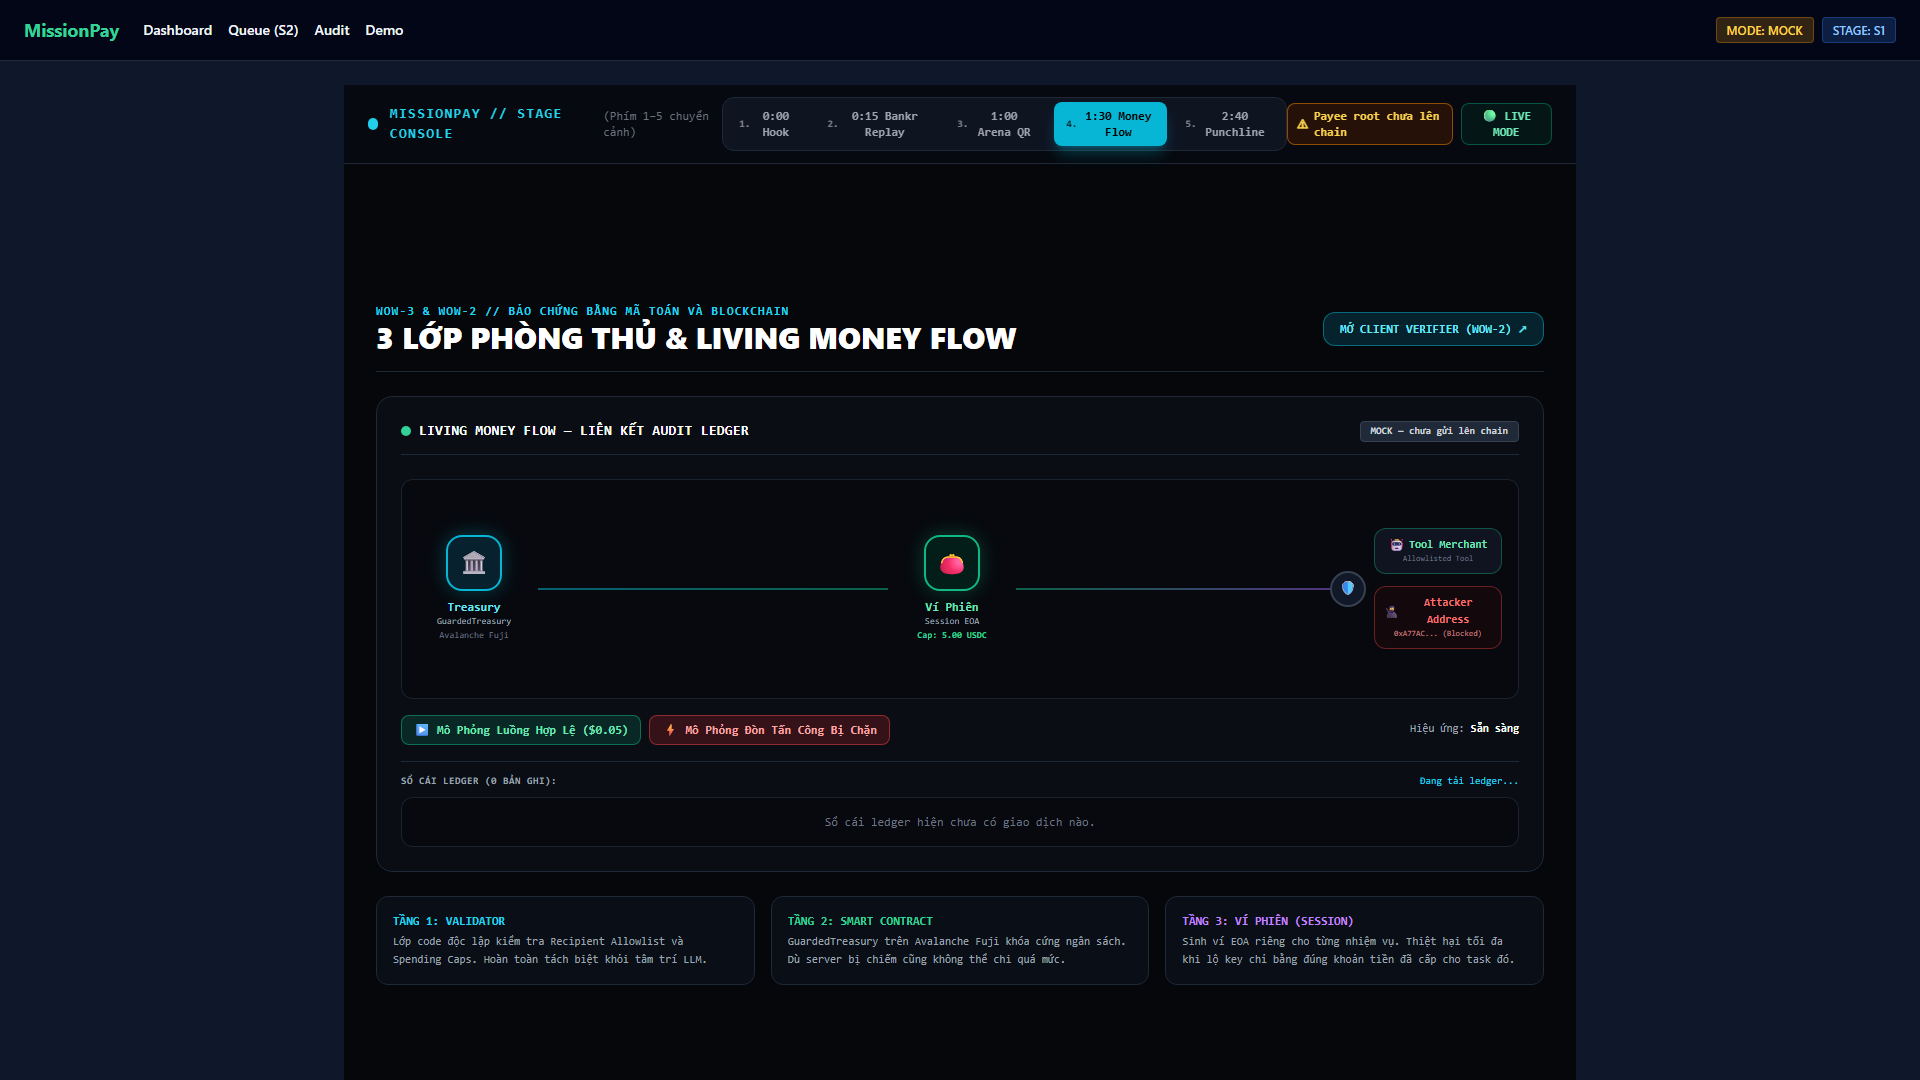 MissionPay
Dashboard
Queue (S2)
Audit
Demo
MODE: MOCK
STAGE: S1
MISSIONPAY // STAGE
CONSOLE
(Phím 1–5 chuyển
cảnh)
1. 0:00
Hook
2. 0:15 Bankr
Replay
3. 1:00
Arena QR
4. 1:30 Money
Flow
5. 2:40
Punchline
Payee root chưa lên
chain
LIVE
MODE
WOW-3 & WOW-2 // BẢO CHỨNG BẰNG MÃ TOÁN VÀ BLOCKCHAIN
3 LỚP PHÒNG THỦ & LIVING MONEY FLOW
MỞ CLIENT VERIFIER (WOW-2) ↗
LIVING MONEY FLOW — LIÊN KẾT AUDIT LEDGER
MOCK — chưa gửi lên chain
Treasury
GuardedTreasury
Avalanche Fuji
Ví Phiên
Session EOA
Cap: 5.00 USDC
Tool Merchant
Allowlisted Tool
Attacker
Address
0xA77AC... (Blocked)
Mô Phỏng Luồng Hợp Lệ ($0.05)
Mô Phỏng Đòn Tấn Công Bị Chặn
Hiệu ứng: Sẵn sàng
SỔ CÁI LEDGER (0 BẢN GHI):
Đang tải ledger...
Sổ cái ledger hiện chưa có giao dịch nào.
TẦNG 1: VALIDATOR
Lớp code độc lập kiểm tra Recipient Allowlist và
Spending Caps. Hoàn toàn tách biệt khỏi tâm trí LLM.
TẦNG 2: SMART CONTRACT
GuardedTreasury trên Avalanche Fuji khóa cứng ngân sách.
Dù server bị chiếm cũng không thể chi quá mức.
TẦNG 3: VÍ PHIÊN (SESSION)
Sinh ví EOA riêng cho từng nhiệm vụ. Thiệt hại tối đa
khi lộ key chỉ bằng đúng khoản tiền đã cấp cho task đó.